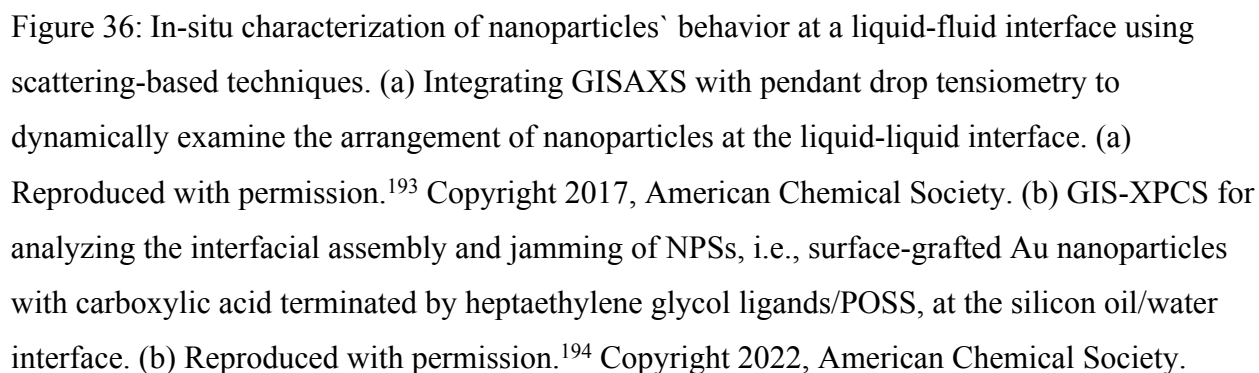 Figure 36: In-situ characterization of nanoparticles` behavior at a liquid-fluid interface using
scattering-based techniques. (a) Integrating GISAXS with pendant drop tensiometry to
dynamically examine the arrangement of nanoparticles at the liquid-liquid interface. (a)
Reproduced with permission.193 Copyright 2017, American Chemical Society. (b) GIS-XPCS for
analyzing the interfacial assembly and jamming of NPSs, i.e., surface-grafted Au nanoparticles
with carboxylic acid terminated by heptaethylene glycol ligands/POSS, at the silicon oil/water
interface. (b) Reproduced with permission.194 Copyright 2022, American Chemical Society.